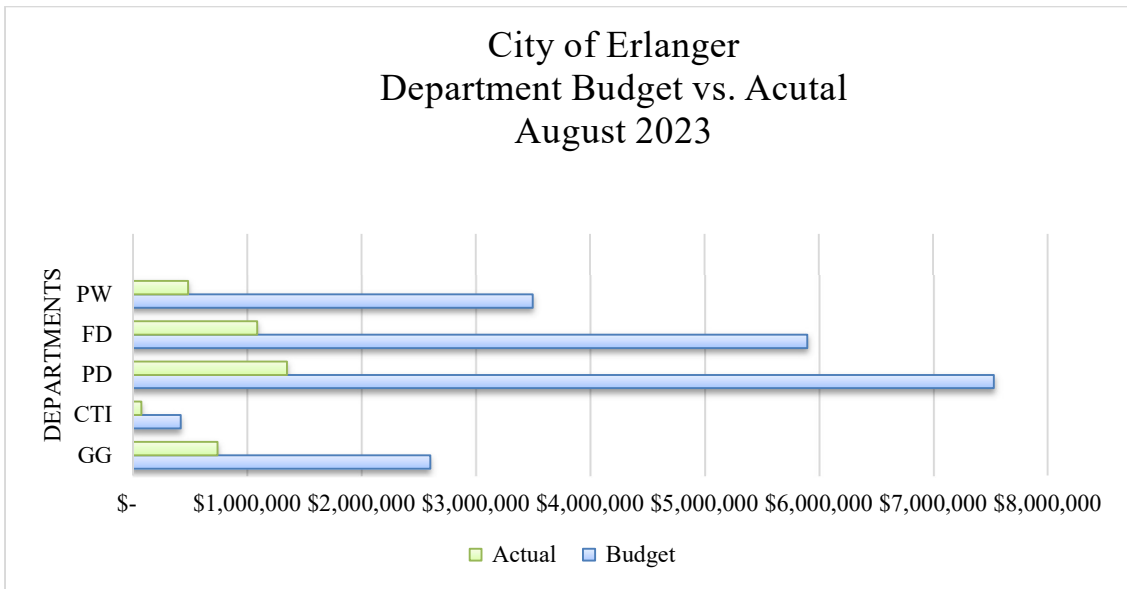 City of Erlanger
Department Budget vs. Acutal
August 2023
DEPARTMENTS
PW
FD
PD
CTI
GG
$- $1,000,000 $2,000,000 $3,000,000 $4,000,000 $5,000,000 $6,000,000 $7,000,000 $8,000,000
Actual Budget